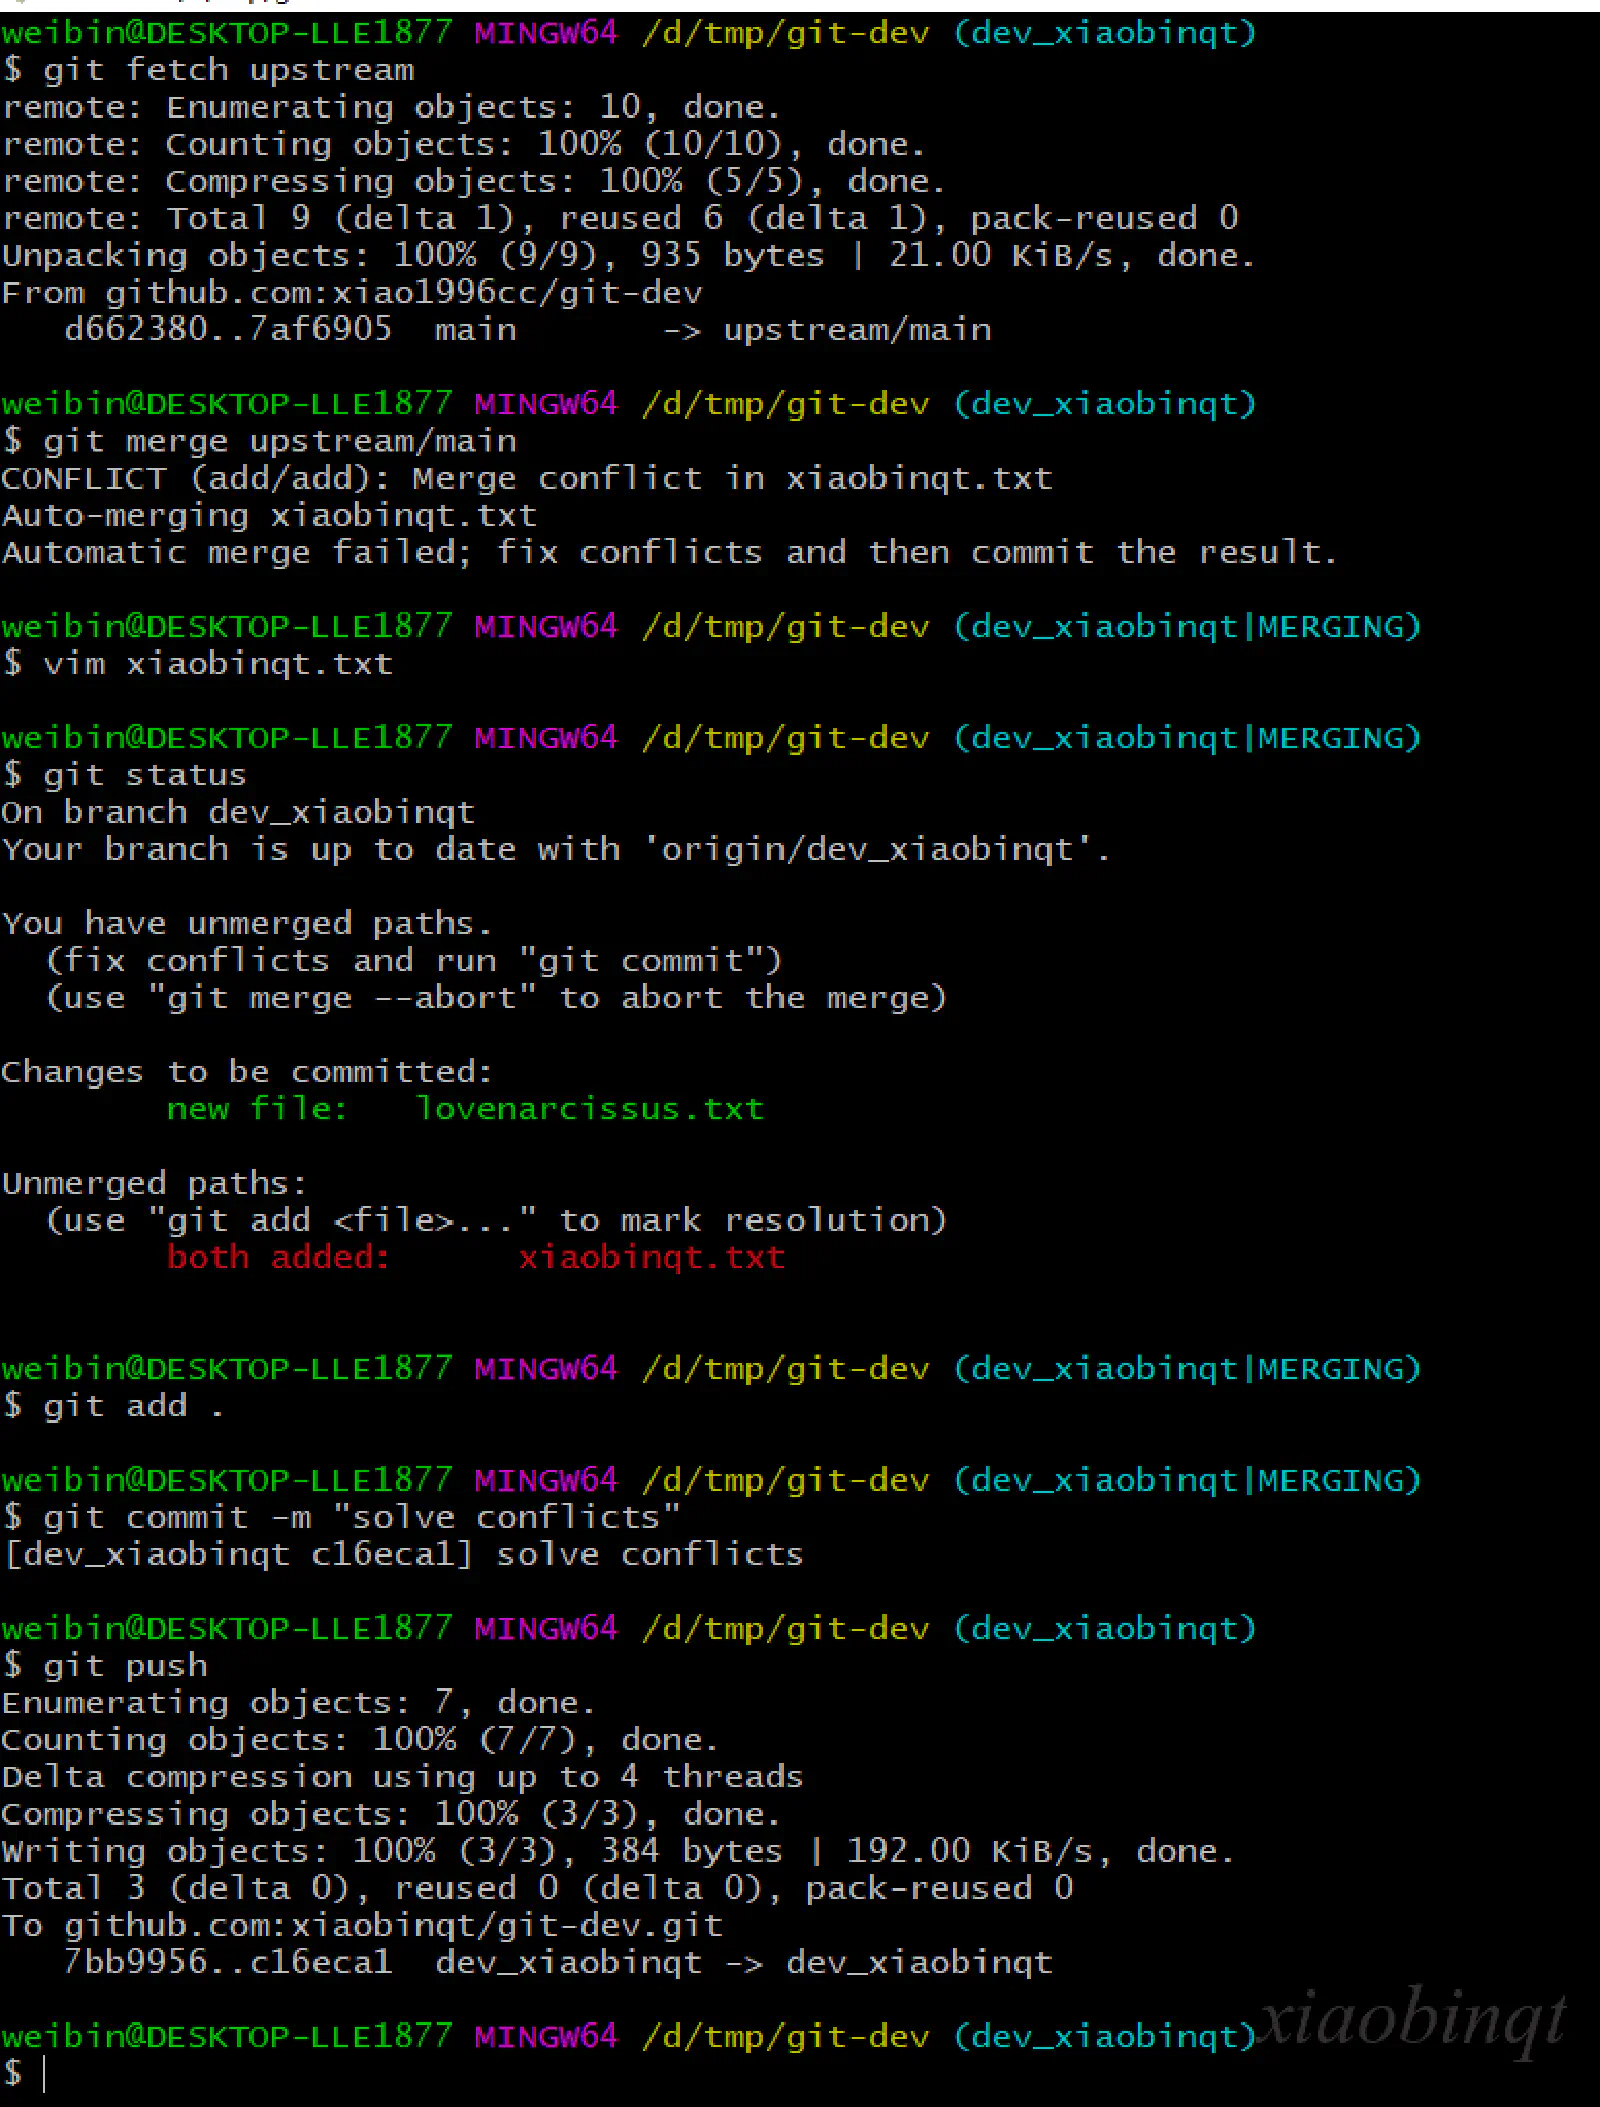 weibin@DESKTOP-LLE1877 MINGW64 /d/tmp/git-dev (dev_xiaobinqt)
$ git fetch upstream
remote: Enumerating objects: 10, done.
remote: Counting objects: 100% (10/10), done.
remote: Compressing objects: 100% (5/5), done.
remote: Total 9 (delta 1), reused 6 (delta 1), pack-reused 0
Unpacking objects: 100% (9/9), 935 bytes | 21.00 KiB/s, done.
From github.com:xiao1996cc/git-dev
   d662380..7af6905  main       -> upstream/main
weibin@DESKTOP-LLE1877 MINGW64 /d/tmp/git-dev (dev_xiaobinqt)
$ git merge upstream/main
CONFLICT (add/add): Merge conflict in xiaobinqt.txt
Auto-merging xiaobinqt.txt
Automatic merge failed; fix conflicts and then commit the result.
weibin@DESKTOP-LLE1877 MINGW64 /d/tmp/git-dev (dev_xiaobinqt|MERGING)
$ vim xiaobinqt.txt
weibin@DESKTOP-LLE1877 MINGW64 /d/tmp/git-dev (dev_xiaobinqt|MERGING)
$ git status
On branch dev_xiaobinqt
Your branch is up to date with 'origin/dev_xiaobinqt'.
You have unmerged paths.
  (fix conflicts and run "git commit")
  (use "git merge --abort" to abort the merge)
Changes to be committed:
        new file:   lovenarcissus.txt
Unmerged paths:
  (use "git add <file>..." to mark resolution)
        both added:      xiaobinqt.txt
weibin@DESKTOP-LLE1877 MINGW64 /d/tmp/git-dev (dev_xiaobinqt|MERGING)
$ git add .
weibin@DESKTOP-LLE1877 MINGW64 /d/tmp/git-dev (dev_xiaobinqt|MERGING)
$ git commit -m "solve conflicts"
[dev_xiaobinqt c16eca1] solve conflicts
weibin@DESKTOP-LLE1877 MINGW64 /d/tmp/git-dev (dev_xiaobinqt)
$ git push
Enumerating objects: 7, done.
Counting objects: 100% (7/7), done.
Delta compression using up to 4 threads
Compressing objects: 100% (3/3), done.
Writing objects: 100% (3/3), 384 bytes | 192.00 KiB/s, done.
Total 3 (delta 0), reused 0 (delta 0), pack-reused 0
To github.com:xiaobinqt/git-dev.git
   7bb9956..c16eca1  dev_xiaobinqt -> dev_xiaobinqt
weibin@DESKTOP-LLE1877 MINGW64 /d/tmp/git-dev (dev_xiaobinqt)
xiaobinqt
$